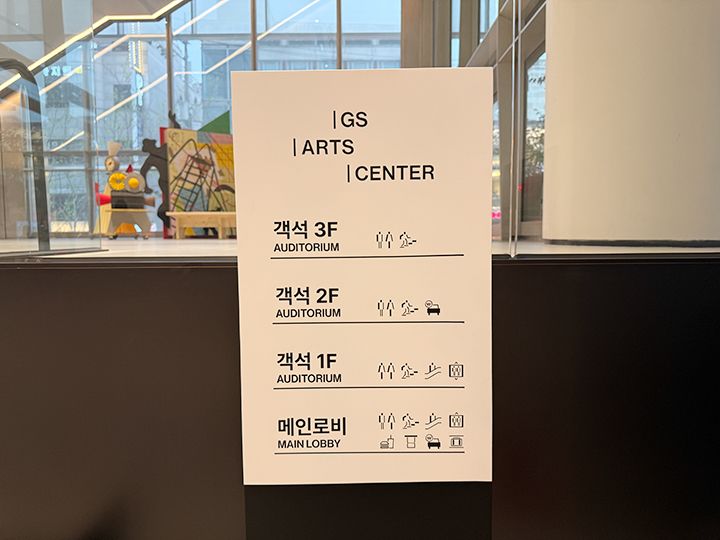 GS
ARTS
CENTER
객석 3F
AUDITORIUM
객석 2F
AUDITORIUM
객석 1F
AUDITORIUM
메인로비
MAIN LOBBY